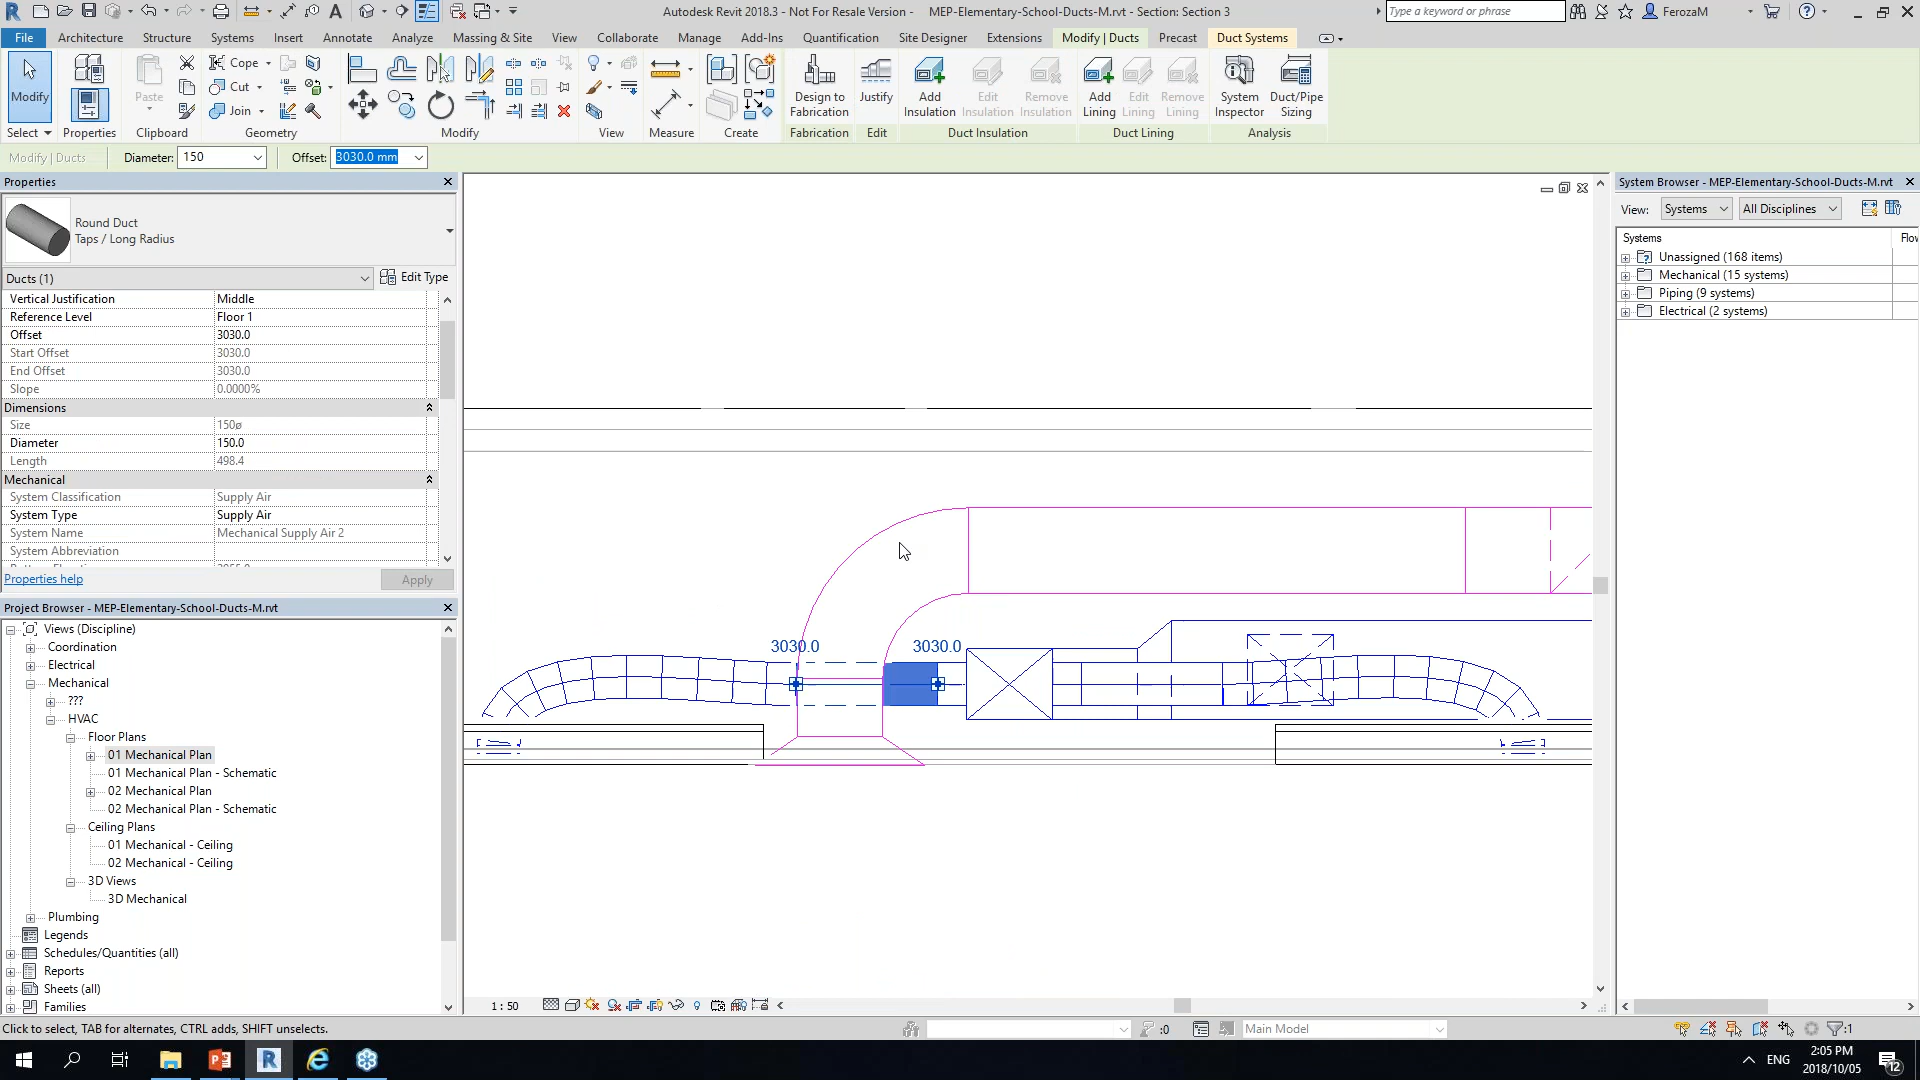 Autodesk Revit 2018.3 - Not For Resale Version -    MEP-Elementary-School-Ducts-M.rvt - Section: Section 3
Type a keyword or phrase
FerozaM
File Architecture Structure Systems Insert Annotate Analyze Massing & Site View Collaborate Manage Add-Ins Quantification Site Designer Extensions Modify | Ducts Precast Duct Systems
Modify
Paste
Cope
Cut
Join
Design to Fabrication
Justify
Add Insulation
Edit Insulation
Remove Insulation
Add Lining
Edit Lining
Remove Lining
System Inspector
Duct/Pipe Sizing
Select Properties Clipboard Geometry Modify View Measure Create Fabrication Edit Duct Insulation Duct Lining Analysis
Modify | Ducts Diameter: 150 Offset: 3030.0 mm
Properties
Round Duct
Taps / Long Radius
Ducts (1) Edit Type
Vertical Justification Middle
Reference Level Floor 1
Offset 3030.0
Start Offset 3030.0
End Offset 3030.0
Slope 0.0000%
Dimensions
Size 150ø
Diameter 150.0
Length 498.4
Mechanical
System Classification Supply Air
System Type Supply Air
System Name Mechanical Supply Air 2
System Abbreviation
Properties help Apply
Project Browser - MEP-Elementary-School-Ducts-M.rvt
Views (Discipline)
Coordination
Electrical
Mechanical
???
HVAC
Floor Plans
01 Mechanical Plan
01 Mechanical Plan - Schematic
02 Mechanical Plan
02 Mechanical Plan - Schematic
Ceiling Plans
01 Mechanical - Ceiling
02 Mechanical - Ceiling
3D Views
3D Mechanical
Plumbing
Legends
Schedules/Quantities (all)
Reports
Sheets (all)
Families
3030.0 3030.0
1 : 50
System Browser - MEP-Elementary-School-Ducts-M.rvt
View: Systems All Disciplines
Systems Flov
Unassigned (168 items)
Mechanical (15 systems)
Piping (9 systems)
Electrical (2 systems)
Click to select, TAB for alternates, CTRL adds, SHIFT unselects.
:0
Main Model
:1
ENG
2:05 PM
2018/10/05
12